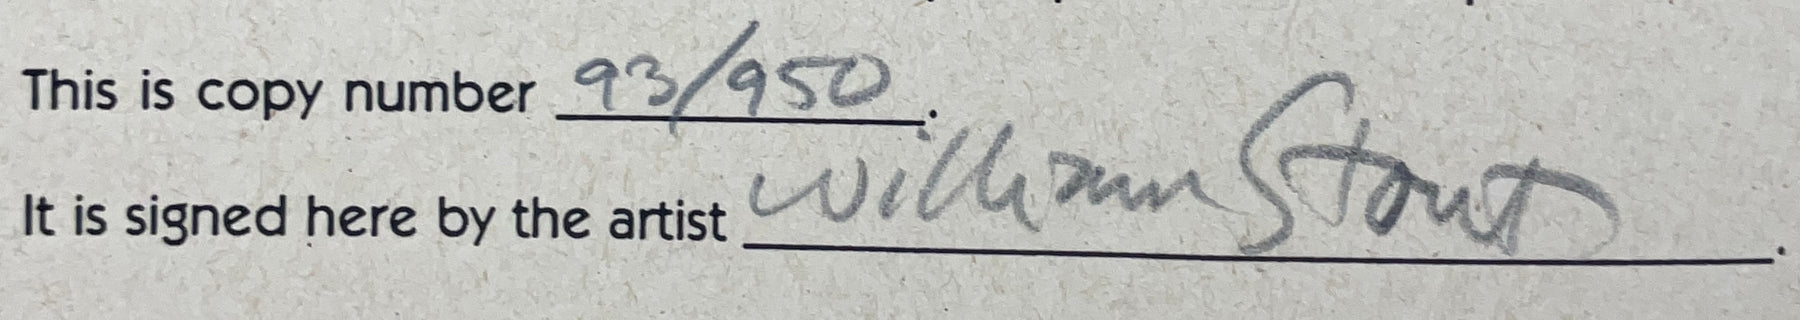 This is copy number 93/950.
It is signed here by the artist William Stout.